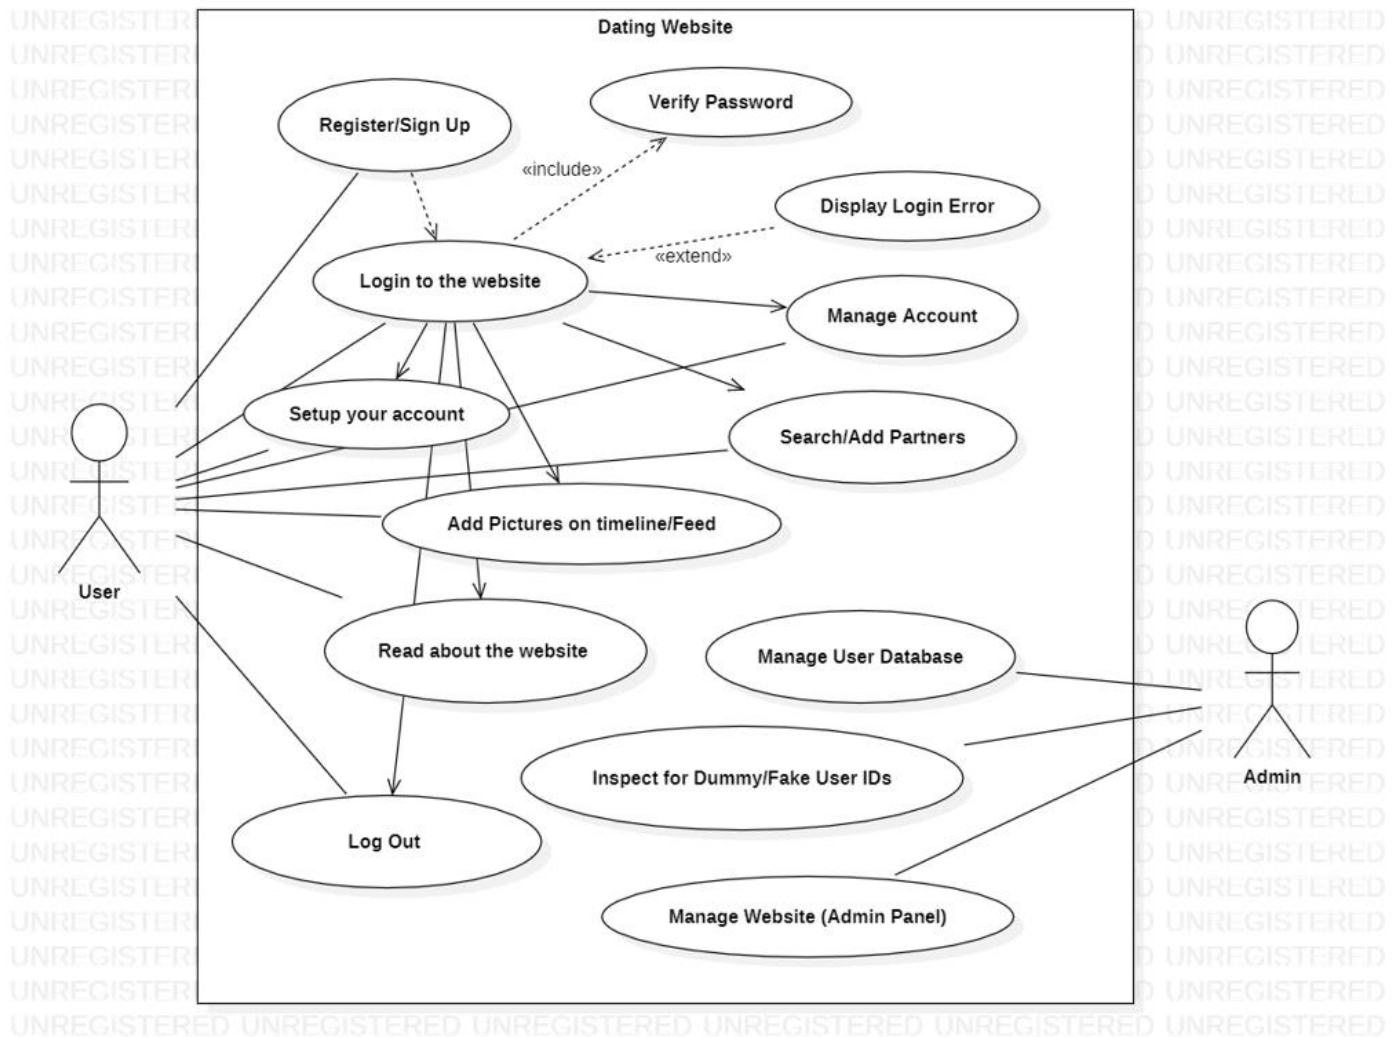 Dating Website
Verify Password
Register/Sign Up
«include»
Display Login Error
«extend»
Login to the website
Manage Account
Setup your account
Search/Add Partners
Add Pictures on timeline/Feed
User
Read about the website
Manage User Database
Inspect for Dummy/Fake User IDs
Admin
Log Out
Manage Website (Admin Panel)
UNREGISTERED UNREGISTERED UNREGISTERED UNREGISTERED UNREGISTERED UNREGISTERED